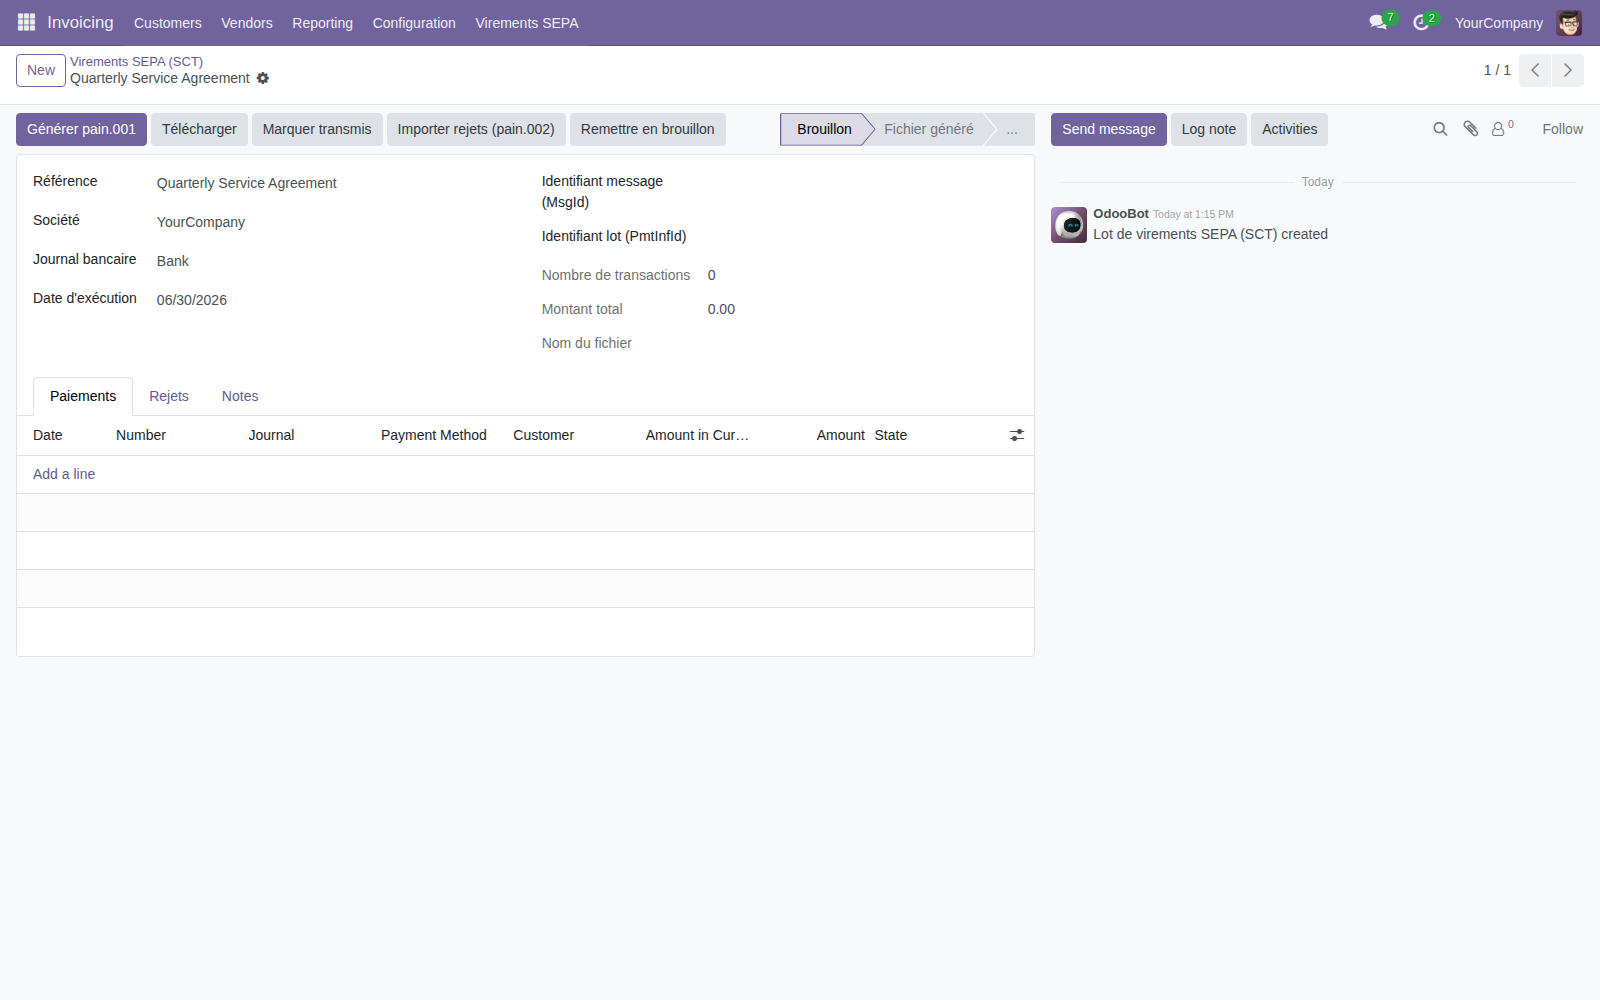 Invoicing Customers Vendors Reporting Configuration Virements SEPA 7 2 YourCompany
New Virements SEPA (SCT)
Quarterly Service Agreement
1 / 1
Générer pain.001 Télécharger Marquer transmis Importer rejets (pain.002) Remettre en brouillon Brouillon Fichier généré ... Send message Log note Activities 0 Follow
Référence Quarterly Service Agreement
Société YourCompany
Journal bancaire Bank
Date d'exécution 06/30/2026
Identifiant message
(MsgId)
Identifiant lot (PmtInfId)
Nombre de transactions 0
Montant total 0.00
Nom du fichier
Paiements Rejets Notes
Date Number Journal Payment Method Customer Amount in Cur… Amount State
Add a line
Today
OdooBot Today at 1:15 PM
Lot de virements SEPA (SCT) created